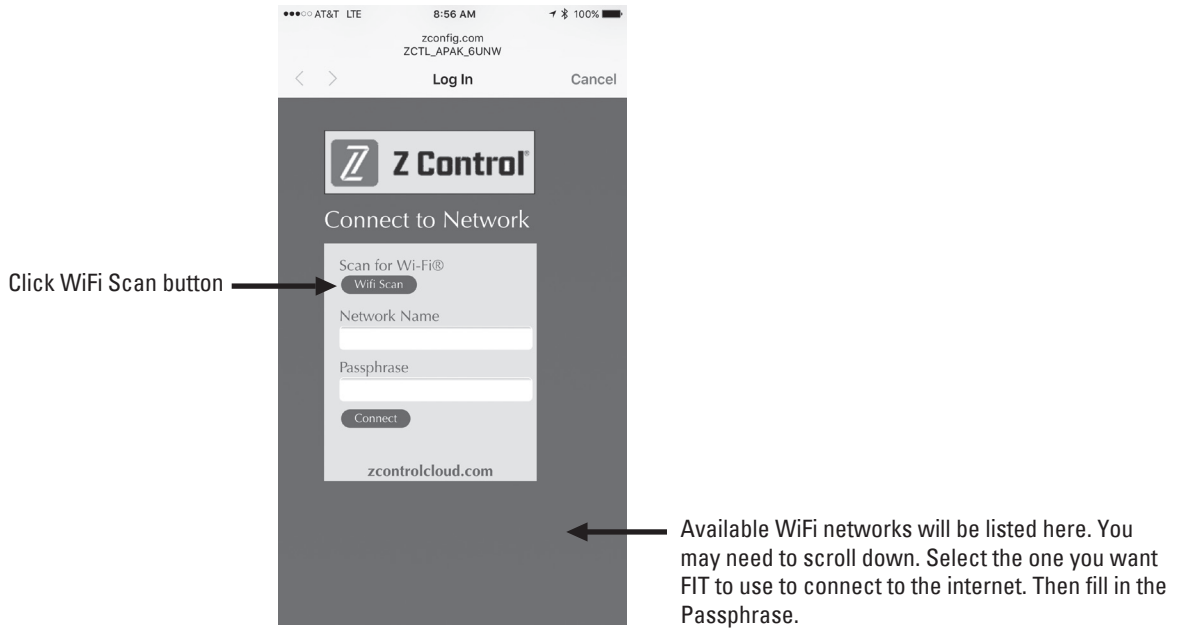 ●●●○○ AT&T LTE 8:56 AM 100%
zconfig.com
ZCTL_APAK_6UNW
< > Log In Cancel
Z Control®
Connect to Network
Scan for Wi-Fi®
Click WiFi Scan button
Wifi Scan
Network Name
Passphrase
Connect
zcontrolcloud.com
Available WiFi networks will be listed here. You
may need to scroll down. Select the one you want
FIT to use to connect to the internet. Then fill in the
Passphrase.